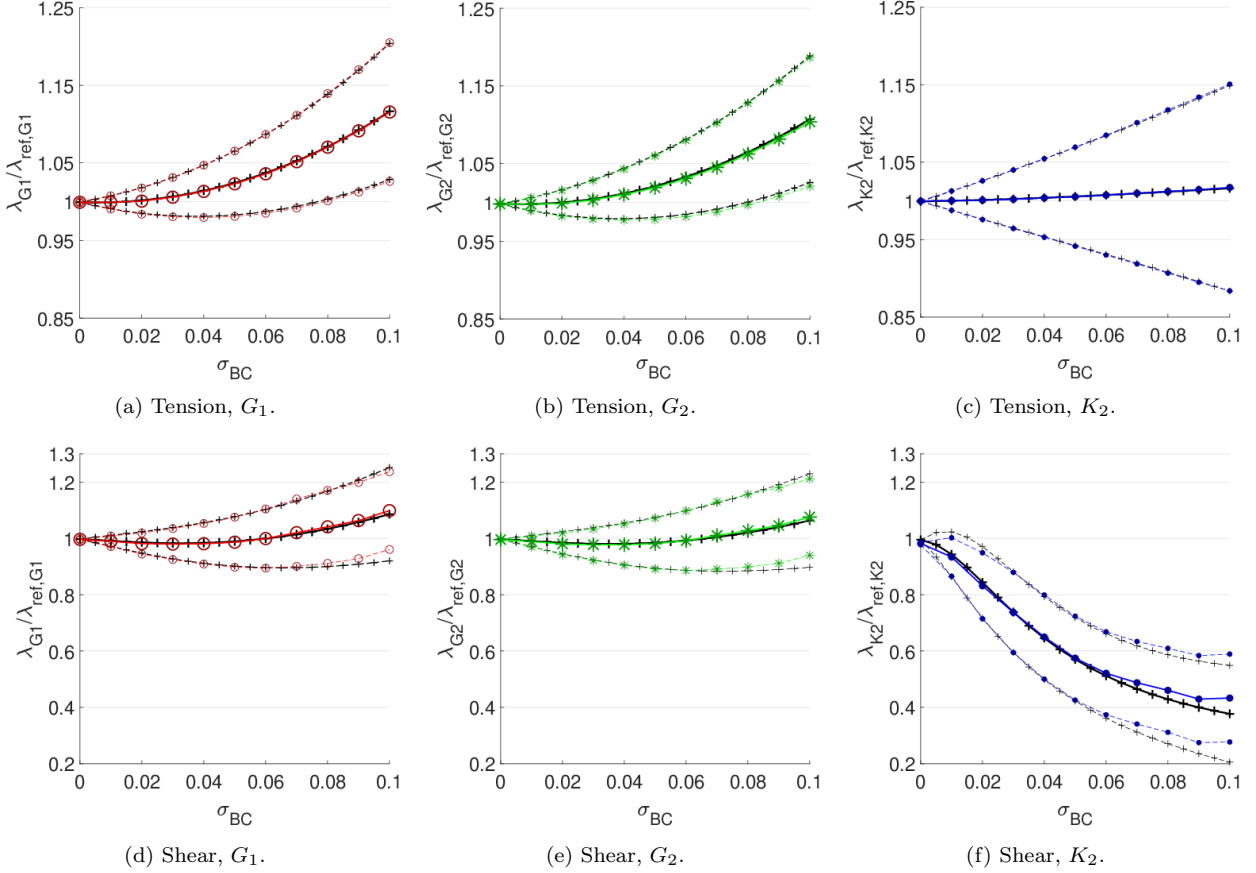 1.25
1.15
1.05
1
0.95
0.85
λG1/λref,G1
0 0.02 0.04 0.06 0.08 0.1
σBC
(a) Tension, G1.
1.25
1.15
1.05
1
0.95
0.85
λG2/λref,G2
0 0.02 0.04 0.06 0.08 0.1
σBC
(b) Tension, G2.
1.25
1.15
1.05
1
0.95
0.85
λK2/λref,K2
0 0.02 0.04 0.06 0.08 0.1
σBC
(c) Tension, K2.
1.3
1.2
1
0.8
0.6
0.4
0.2
λG1/λref,G1
0 0.02 0.04 0.06 0.08 0.1
σBC
(d) Shear, G1.
1.3
1.2
1
0.8
0.6
0.4
0.2
λG2/λref,G2
0 0.02 0.04 0.06 0.08 0.1
σBC
(e) Shear, G2.
1.3
1.2
1
0.8
0.6
0.4
0.2
λK2/λref,K2
0 0.02 0.04 0.06 0.08 0.1
σBC
(f) Shear, K2.